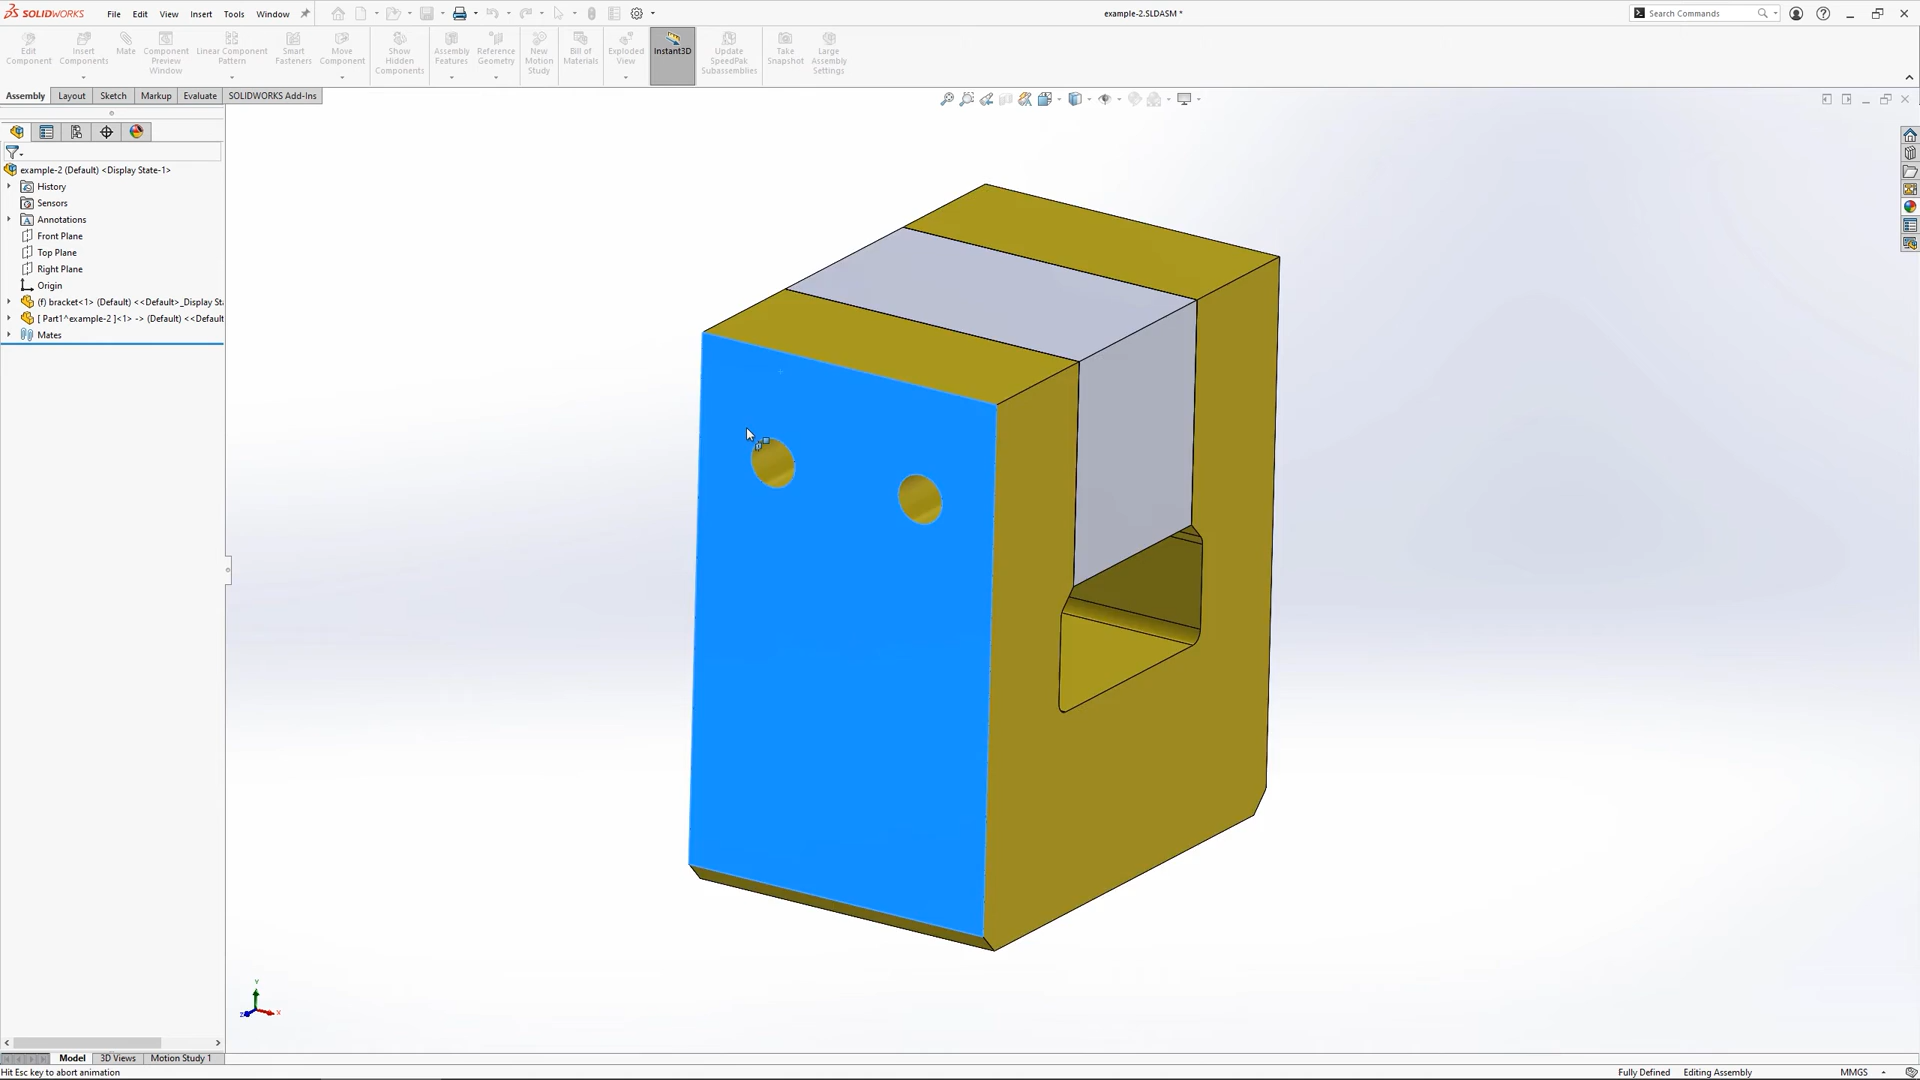 SOLIDWORKS File Edit View Insert Tools Window example-2.SLDASM * Search Commands
Edit Component
Insert Components
Mate
Component Preview Window
Linear Component Pattern
Smart Fasteners
Move Component
Show Hidden Components
Assembly Features
Reference Geometry
New Motion Study
Bill of Materials
Exploded View
Instant3D
Update SpeedPak Subassemblies
Take Snapshot
Large Assembly Settings
Assembly Layout Sketch Markup Evaluate SOLIDWORKS Add-Ins
example-2 (Default) <Display State-1>
History
Sensors
Annotations
Front Plane
Top Plane
Right Plane
Origin
(f) bracket<1> (Default) <<Default>_Display Sta
[ Part1^example-2 ]<1> -> (Default) <<Default
Mates
Y
Z X
Model 3D Views Motion Study 1
Hit Esc key to abort animation Fully Defined Editing Assembly MMGS